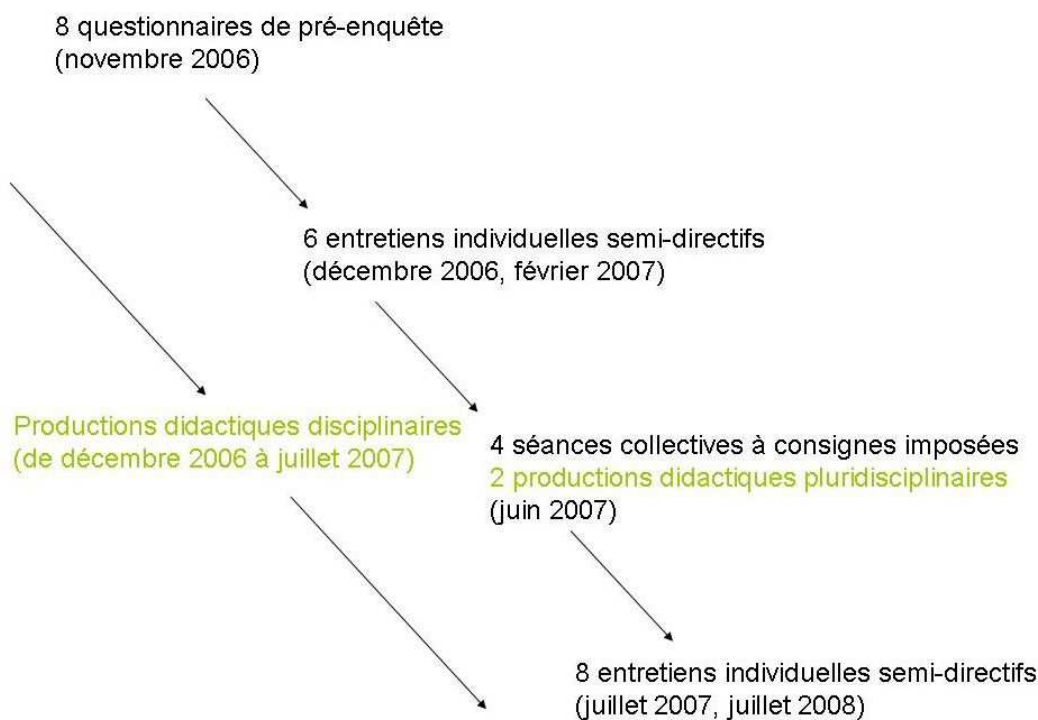 8 questionnaires de pré-enquête
(novembre 2006)
6 entretiens individuelles semi-directifs
(décembre 2006, février 2007)
Productions didactiques disciplinaires
(de décembre 2006 à juillet 2007)
4 séances collectives à consignes imposées
2 productions didactiques pluridisciplinaires
(juin 2007)
8 entretiens individuelles semi-directifs
(juillet 2007, juillet 2008)